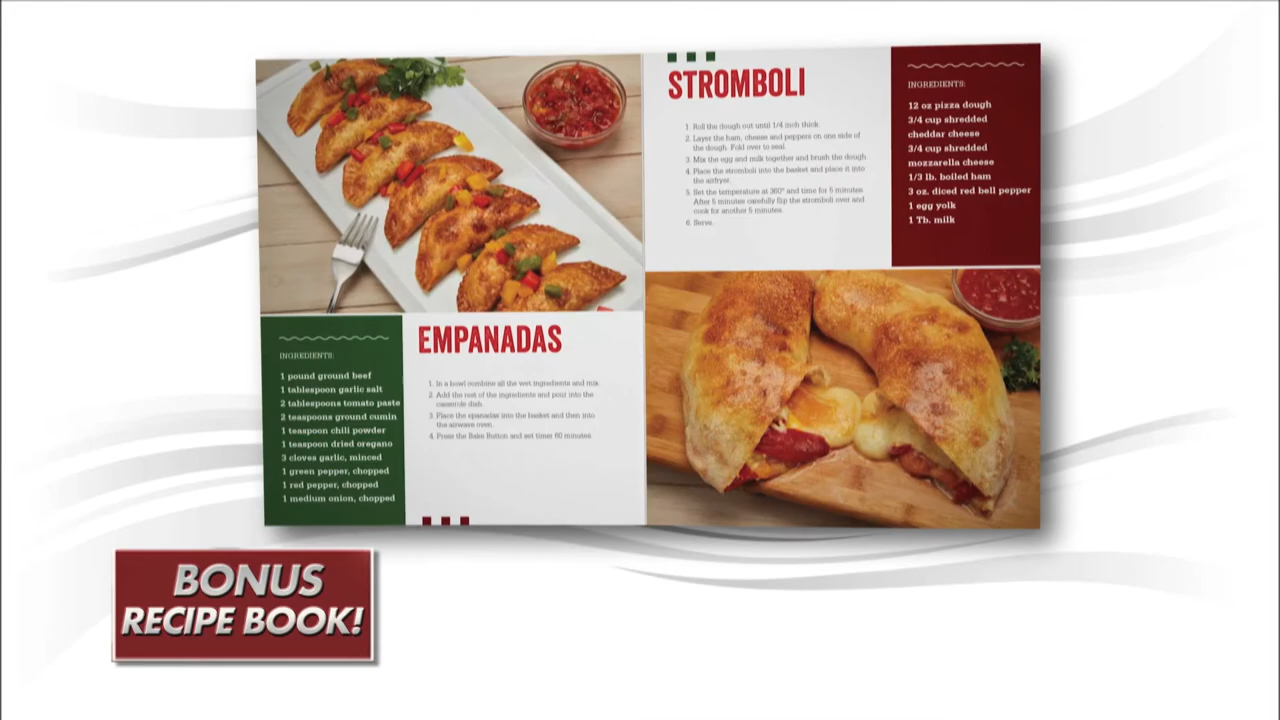 STROMBOLI
1. Roll the dough out until 1/4 inch thick.
2. Layer the ham, cheese and peppers on one side of
the dough. Fold over to seal.
3. Mix the egg and milk together and brush the dough.
4. Place the stromboli into the basket and place it into
the airfryer.
5. Set the temperature at 360° and time for 5 minutes.
After 5 minutes carefully flip the stromboli over and
cook for another 5 minutes.
6. Serve.
INGREDIENTS:
12 oz pizza dough
3/4 cup shredded
cheddar cheese
3/4 cup shredded
mozzarella cheese
1/3 lb. boiled ham
3 oz. diced red bell pepper
1 egg yolk
1 Tb. milk
INGREDIENTS:
1 pound ground beef
1 tablespoon garlic salt
2 tablespoons tomato paste
2 teaspoons ground cumin
1 teaspoon chili powder
1 teaspoon dried oregano
3 cloves garlic, minced
1 green pepper, chopped
1 red pepper, chopped
1 medium onion, chopped
EMPANADAS
1. In a bowl combine all the wet ingredients and mix.
2. Add the rest of the ingredients and pour into the
casserole dish.
3. Place the epanadas into the basket and then into
the airwave oven.
4. Press the Bake Button and set timer 60 minutes.
BONUS
RECIPE BOOK!